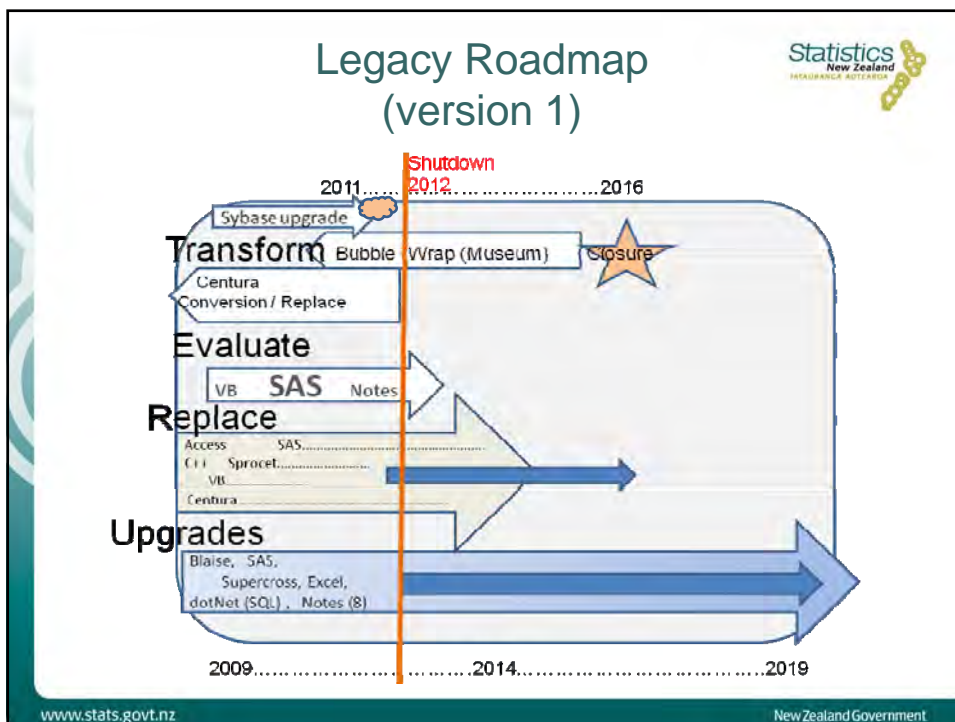 Legacy Roadmap
(version 1)
Statistics
New Zealand
TATAURANGA AOTEAROA
Shutdown
2011.................................2016
2012
Sybase upgrade
Transform
Bubble Wrap (Museum)
Closure
Centura
Conversion / Replace
Evaluate
VB SAS Notes
Replace
Access SAS.......................................................
C++ Sprocet............................
VB.........................
Centura.................................................................
Upgrades
Blaise, SAS,
Supercross, Excel,
dotNet (SQL) , Notes (8)
2009.......................................2014.............................................2019
www.stats.govt.nz
New Zealand Government